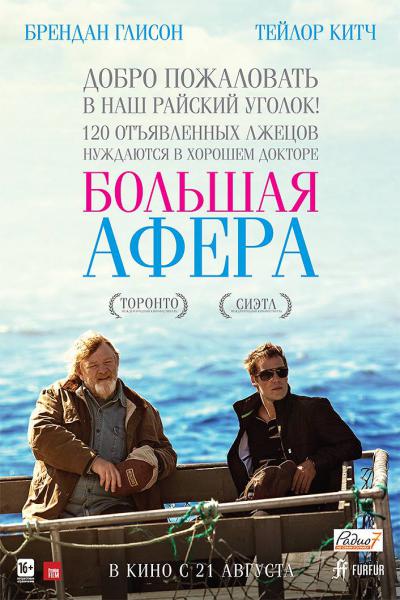 БРЕНДАН ГЛИСОН ТЕЙЛОР КИТЧ
ДОБРО ПОЖАЛОВАТЬ
В НАШ РАЙСКИЙ УГОЛОК!
120 ОТЪЯВЛЕННЫХ ЛЖЕЦОВ
НУЖДАЮТСЯ В ХОРОШЕМ ДОКТОРЕ
БОЛЬШАЯ
АФЕРА
ТОРОНТО СИЭТЛ
Радио 7
16+ FILM В КИНО С 21 АВГУСТА FURFUR